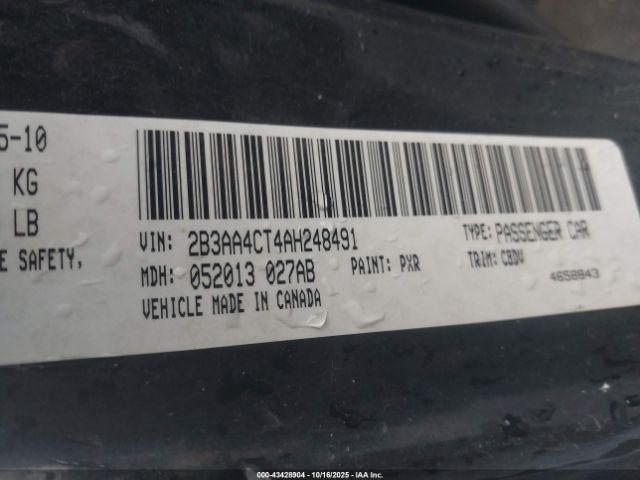 5-10
KG
LB
E SAFETY,
VIN: 2B3AA4CT4AH248491
TYPE: PASSENGER CAR
MDH: 052013 027AB
PAINT: PXR
TRIM: CBDV
VEHICLE MADE IN CANADA
4658843
000-43428904 - 10/16/2025 - IAA Inc.